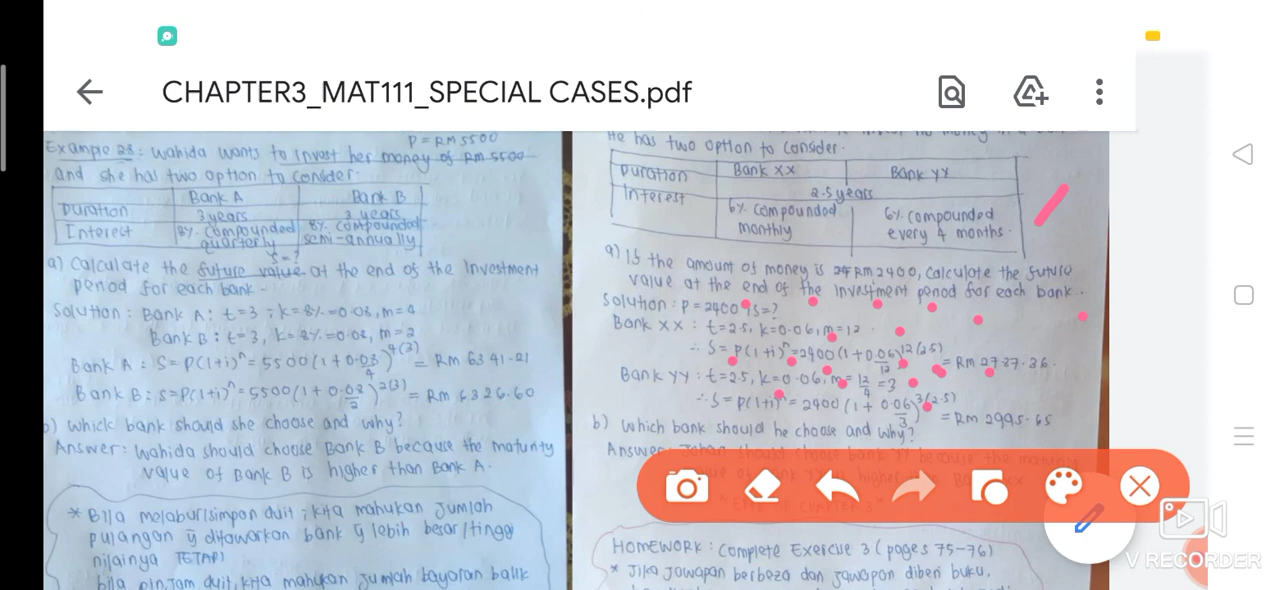 CHAPTER3_MAT111_SPECIAL CASES.pdf
P = RM 5500
Example 28: Wahida wants to invest her money of RM 5500
and she has two option to consider.
Bank A Bank B
Duration 3 years 3 years
Interest 8% compounded quarterly 8% compounded semi-annually
S = ?
a) Calculate the future value at the end of the investment
period for each bank.
Solution: Bank A: t=3, k=8%=0.08, m=4
Bank B: t=3, k=8%=0.08, m=2
Bank A: S=P(1+i)^n = 5500(1+0.08/4)^4(3) = RM 6341.21
Bank B: S=P(1+i)^n = 5500(1+0.08/2)^2(3) = RM 6326.60
b) Which bank should she choose and why?
Answer: Wahida should choose Bank B because the maturity
value of Bank B is higher than Bank A.
* Bila melabur/simpan duit, kita mahukan jumlah
pulangan yg ditawarkan bank yg lebih besar/tinggi
nilainya TETAPI
bila pinjam duit, kita mahukan jumlah bayaran balik
He has two option to consider.
Duration Bank XX Bank YY
2.5 years
Interest 6% compounded monthly 6% compounded every 4 months.
a) If the amount of money is RM 2400, calculate the future
value at the end of the investment period for each bank.
Solution: P=2400, S=?
Bank XX: t=2.5, k=0.06, m=12
∴ S=P(1+i)^n = 2400(1+0.06/12)^12(2.5) = RM 2787.36
Bank YY: t=2.5, k=0.06, m=12/4=3
∴ S=P(1+i)^n = 2400(1+0.06/3)^3(2.5) = RM 2995.65
b) Which bank should he choose and why?
Answer: Johan should choose bank YY because the maturity
HOMEWORK: Complete Exercise 3 (pages 75-76)
* Jika jawapan berbeza dan jawapan diberi buku,
V RECORDER